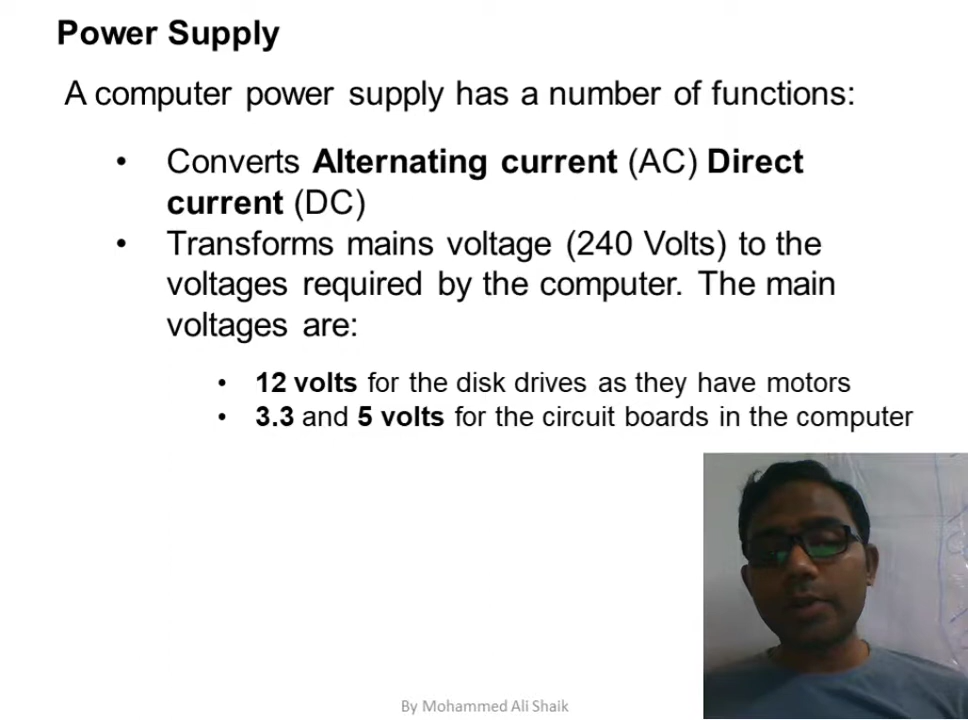 Power Supply
A computer power supply has a number of functions:
• Converts Alternating current (AC) Direct
current (DC)
• Transforms mains voltage (240 Volts) to the
voltages required by the computer. The main
voltages are:
• 12 volts for the disk drives as they have motors
• 3.3 and 5 volts for the circuit boards in the computer
By Mohammed Ali Shaik